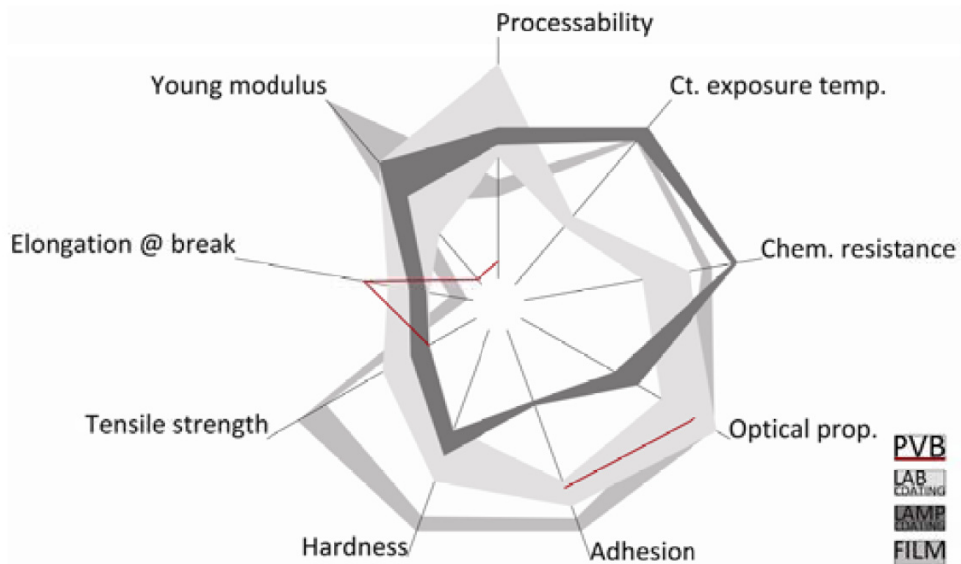 Processability
Young modulus
Ct. exposure temp.
Elongation @ break
Chem. resistance
Tensile strength
Optical prop.
Hardness
Adhesion
PVB
LAB
COATING
LAMP
COATING
FILM